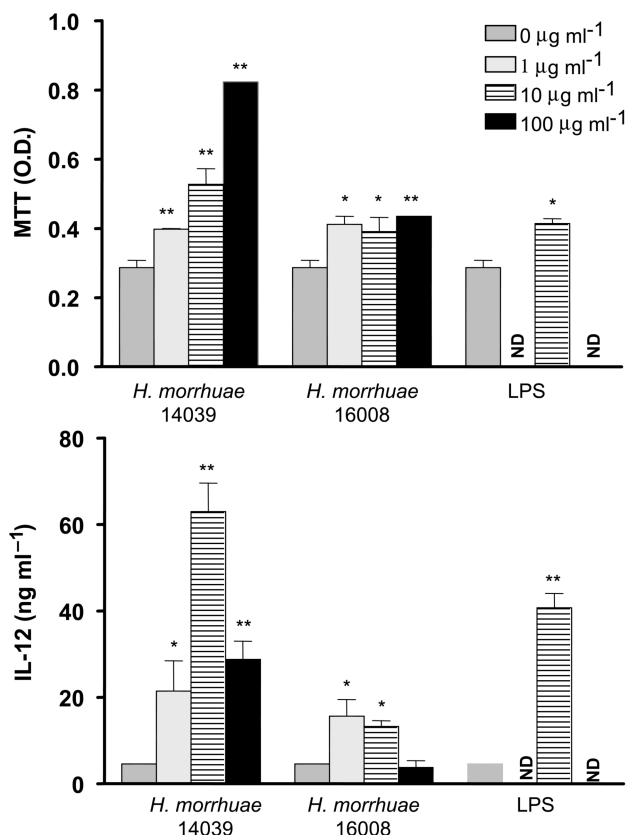 1.0
0.8
0.6
0.4
0.2
0.0
MTT (O.D.)
0 µg ml-1
1 µg ml-1
10 µg ml-1
100 µg ml-1
** ** **
* * **
* ND ND
H. morrhuae
14039
H. morrhuae
16008
LPS
80
60
40
20
0
IL-12 (ng ml−1)
* ** **
* *
** ND ND
H. morrhuae
14039
H. morrhuae
16008
LPS